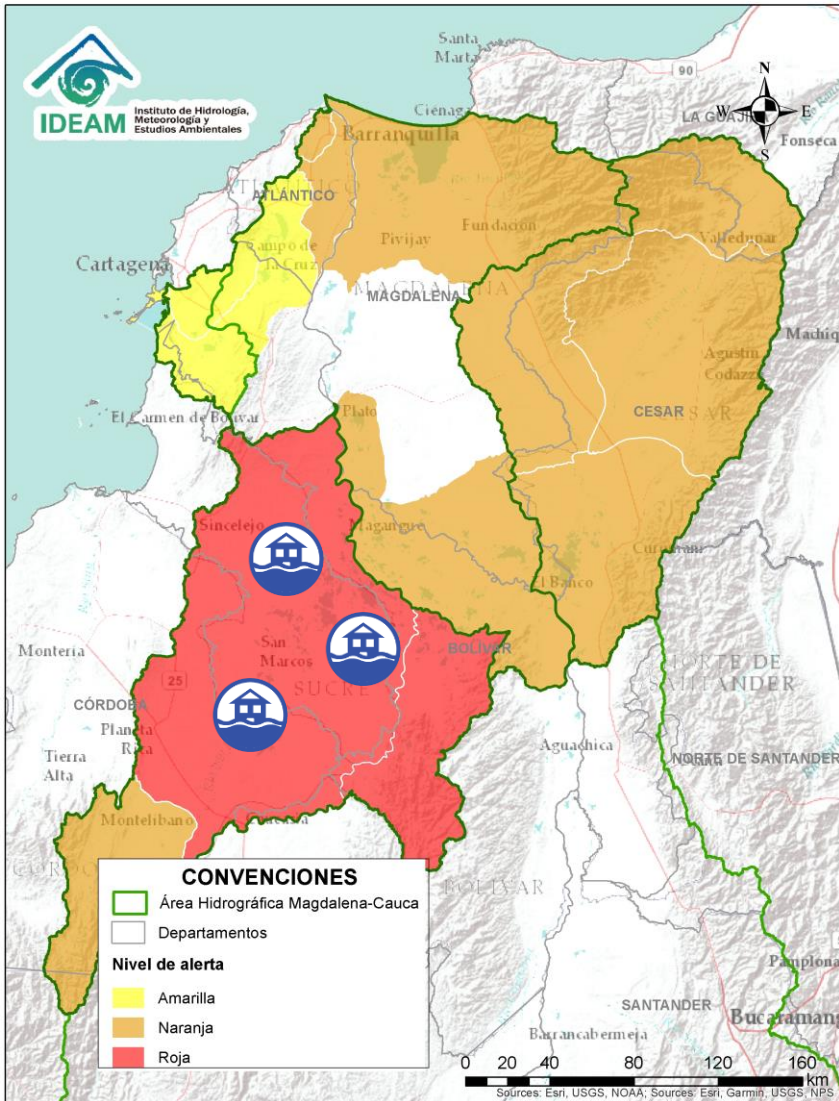 IDEAM
Instituto de Hidrología,
Meteorología y
Estudios Ambientales
Santa
Marta
90
N
W
E
S
LA GUAJI
Ciénaga
Barranquilla
Fonseca
ATLÁNTICO
Fundación
Valledupar
Pivijay
Campo de
la Cruz
Cartagena
MAGDALENA
Machiq
Agustín
Codazzi
El Carmen de Bolívar
Plato
CESAR
Sincelejo
Magangué
El Banco
San
Marcos
BOLÍVAR
Montería
SUCRE
25
NORTE DE
SANTANDER
CÓRDOBA
Planeta
Rica
Tierra
Alta
Aguachica
NORTE DE SANTANDER
Montelíbano
Caucasia
BOLÍVAR
CONVENCIONES
Área Hidrográfica Magdalena-Cauca
Departamentos
Nivel de alerta
Amarilla
Naranja
Roja
Pamplona
SANTANDER
Bucaramang
Barrancabermeja
0 20 40 80 120 160
km
Sources: Esri, USGS, NOAA; Sources: Esri, Garmin, USGS, NPS